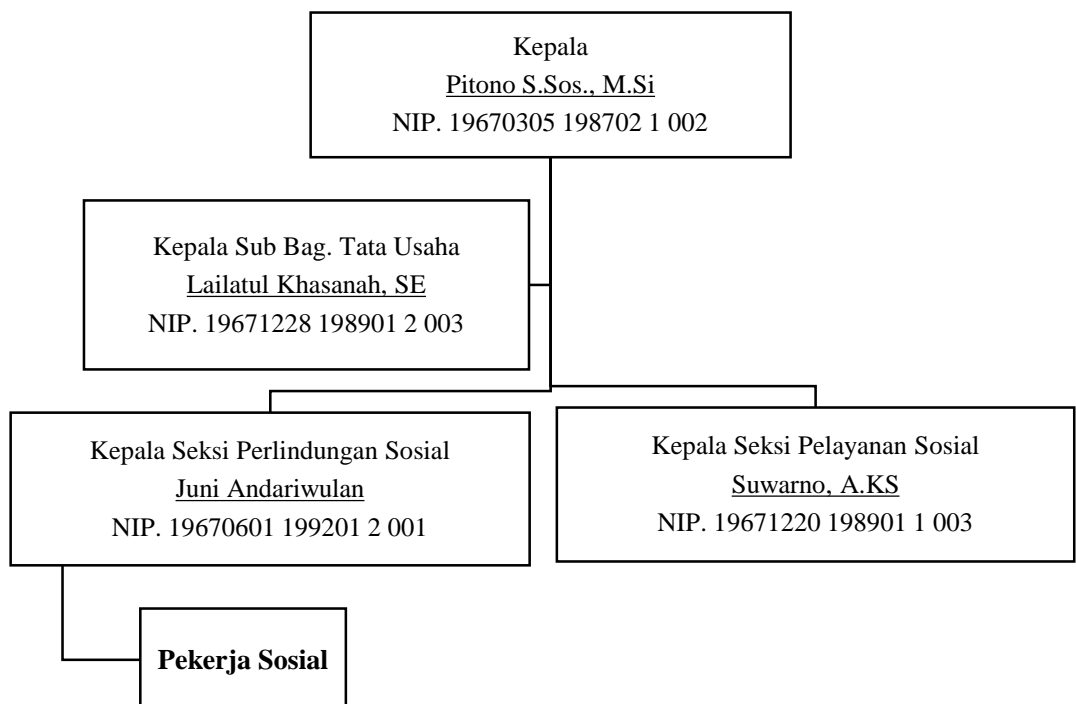 Kepala
Pitono S.Sos., M.Si
NIP. 19670305 198702 1 002
Kepala Sub Bag. Tata Usaha
Lailatul Khasanah, SE
NIP. 19671228 198901 2 003
Kepala Seksi Perlindungan Sosial
Juni Andariwulan
NIP. 19670601 199201 2 001
Kepala Seksi Pelayanan Sosial
Suwarno, A.KS
NIP. 19671220 198901 1 003
Pekerja Sosial